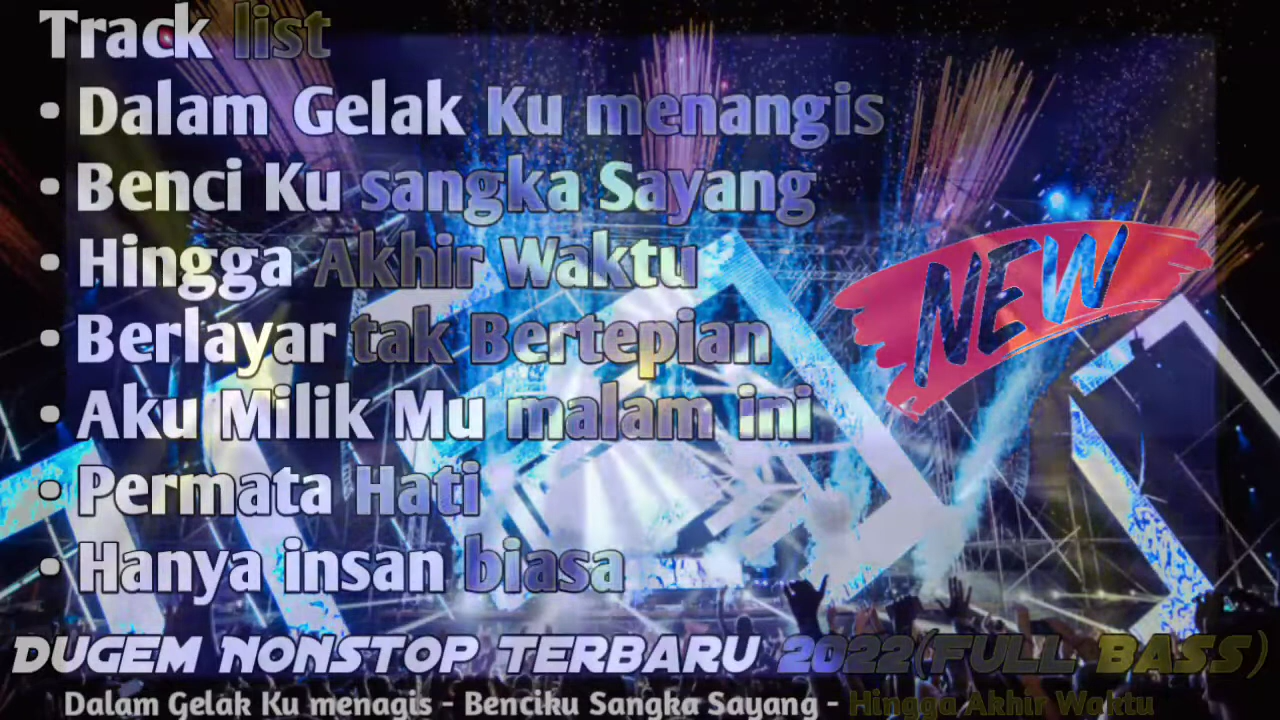 Track list
• Dalam Gelak Ku menangis
• Benci Ku sangka Sayang
• Hingga Akhir Waktu
• Berlayar tak Bertepian
• Aku Milik Mu malam ini
• Permata Hati
• Hanya insan biasa
NEW
DUGEM NONSTOP TERBARU 2022(FULL BASS)
Dalam Gelak Ku menagis - Benciku Sangka Sayang - Hingga Akhir Waktu